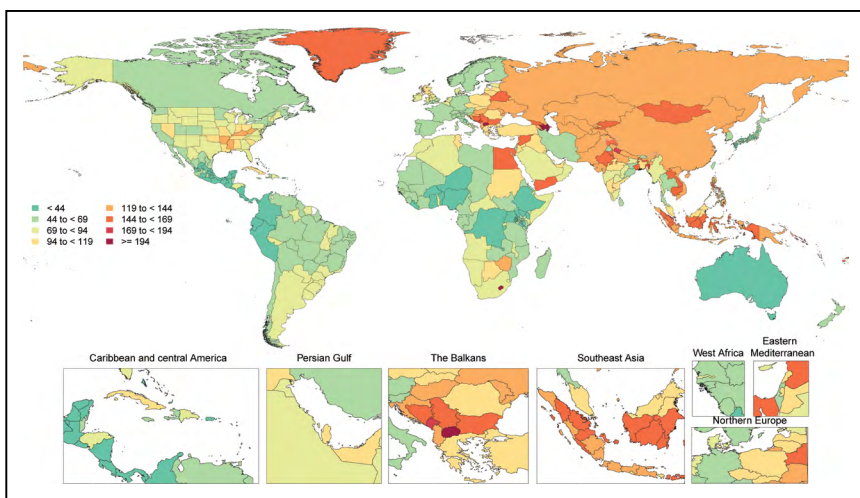 < 44
44 to < 69
69 to < 94
94 to < 119
119 to < 144
144 to < 169
169 to < 194
>= 194
Caribbean and central America
Persian Gulf
The Balkans
Southeast Asia
West Africa
Eastern
Mediterranean
Northern Europe